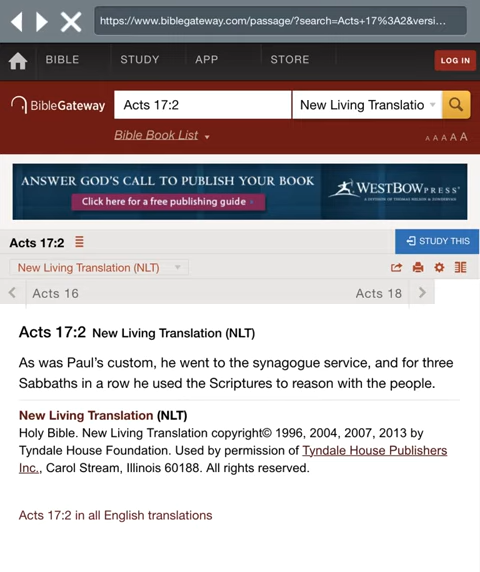 https://www.biblegateway.com/passage/?search=Acts+17%3A2&versi...
BIBLE STUDY APP STORE LOG IN
BibleGateway Acts 17:2 New Living Translatio
Bible Book List
A A A A A
ANSWER GOD'S CALL TO PUBLISH YOUR BOOK
Click here for a free publishing guide
WESTBOW PRESS®
A DIVISION OF THOMAS NELSON & ZONDERVAN
Acts 17:2 STUDY THIS
New Living Translation (NLT)
Acts 16 Acts 18
Acts 17:2 New Living Translation (NLT)
As was Paul's custom, he went to the synagogue service, and for three
Sabbaths in a row he used the Scriptures to reason with the people.
New Living Translation (NLT)
Holy Bible. New Living Translation copyright© 1996, 2004, 2007, 2013 by
Tyndale House Foundation. Used by permission of Tyndale House Publishers
Inc., Carol Stream, Illinois 60188. All rights reserved.
Acts 17:2 in all English translations